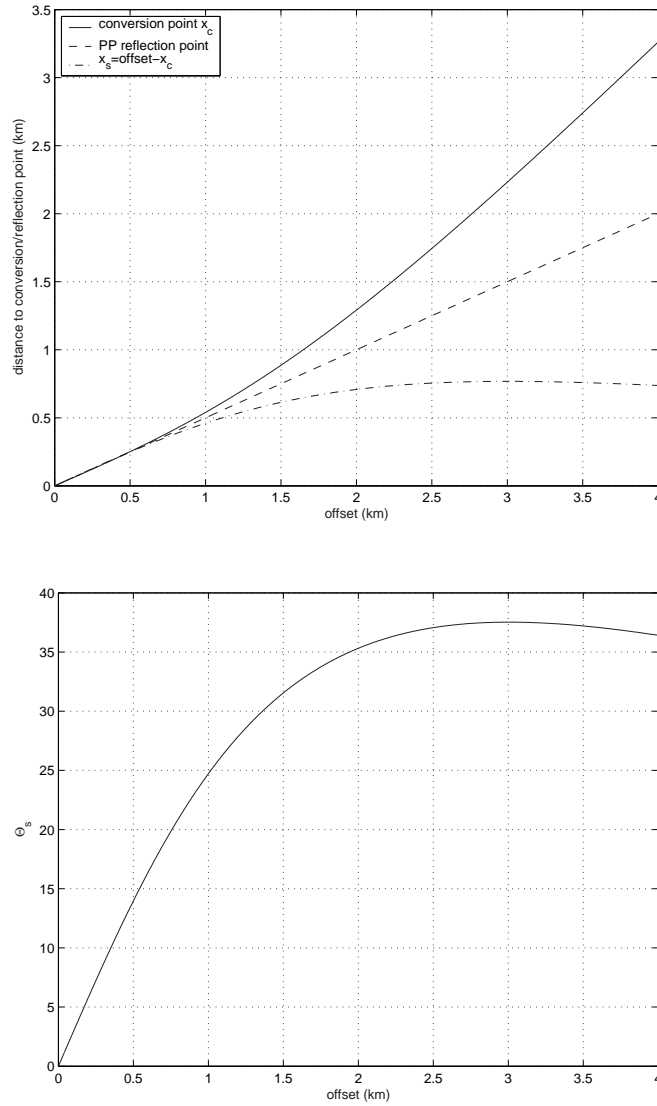 3.5
3
2.5
2
1.5
1
0.5
0
distance to conversion/reflection point (km)
conversion point x_c
PP reflection point
x_s=offset−x_c
0 0.5 1 1.5 2 2.5 3 3.5 4
offset (km)
40
35
30
25
20
15
10
5
0
Θ_s
0 0.5 1 1.5 2 2.5 3 3.5 4
offset (km)